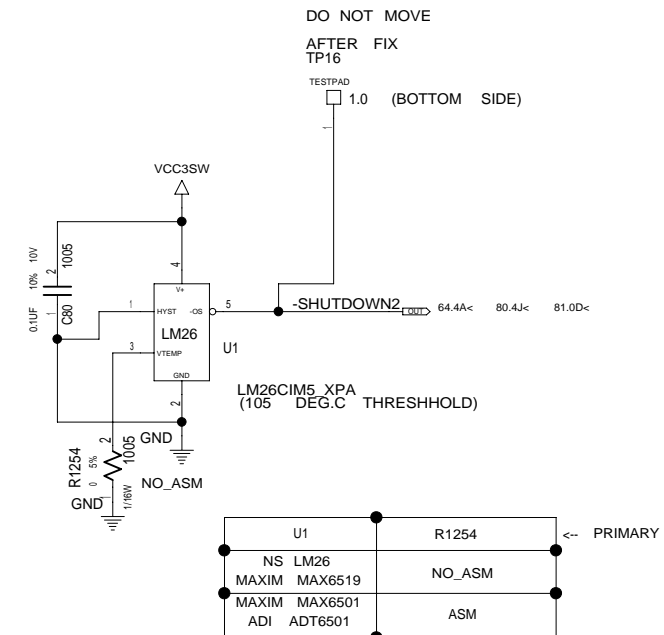 DO NOT MOVE
AFTER FIX
TP16
TESTPAD
1.0 (BOTTOM SIDE)
1
VCC3SW
0.1UF 10% 10V
2
1005
1
C80
4
V+
1
HYST
-OS
5
-SHUTDOWN2
OUT
64.4A< 80.4J< 81.0D<
LM26
U1
3
VTEMP
GND
2
LM26CIM5_XPA
(105 DEG.C THRESHHOLD)
GND
R1254
0 5%
2
1005
1
1/16W
NO_ASM
GND
U1 R1254 <-- PRIMARY
NS LM26
MAXIM MAX6519
NO_ASM
MAXIM MAX6501
ADI ADT6501
ASM